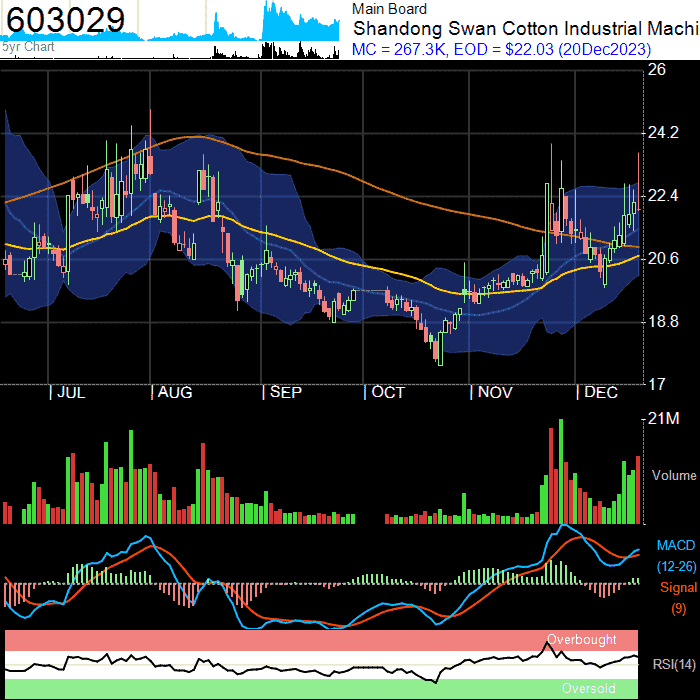 603029
5yr Chart
Main Board
Shandong Swan Cotton Industrial Machi
MC = 267.3K, EOD = $22.03 (20Dec2023)
26
24.2
22.4
20.6
18.8
17
| JUL | AUG | SEP | OCT | NOV | DEC
21M
Volume
MACD
(12-26)
Signal
(9)
Overbought
RSI(14)
Oversold